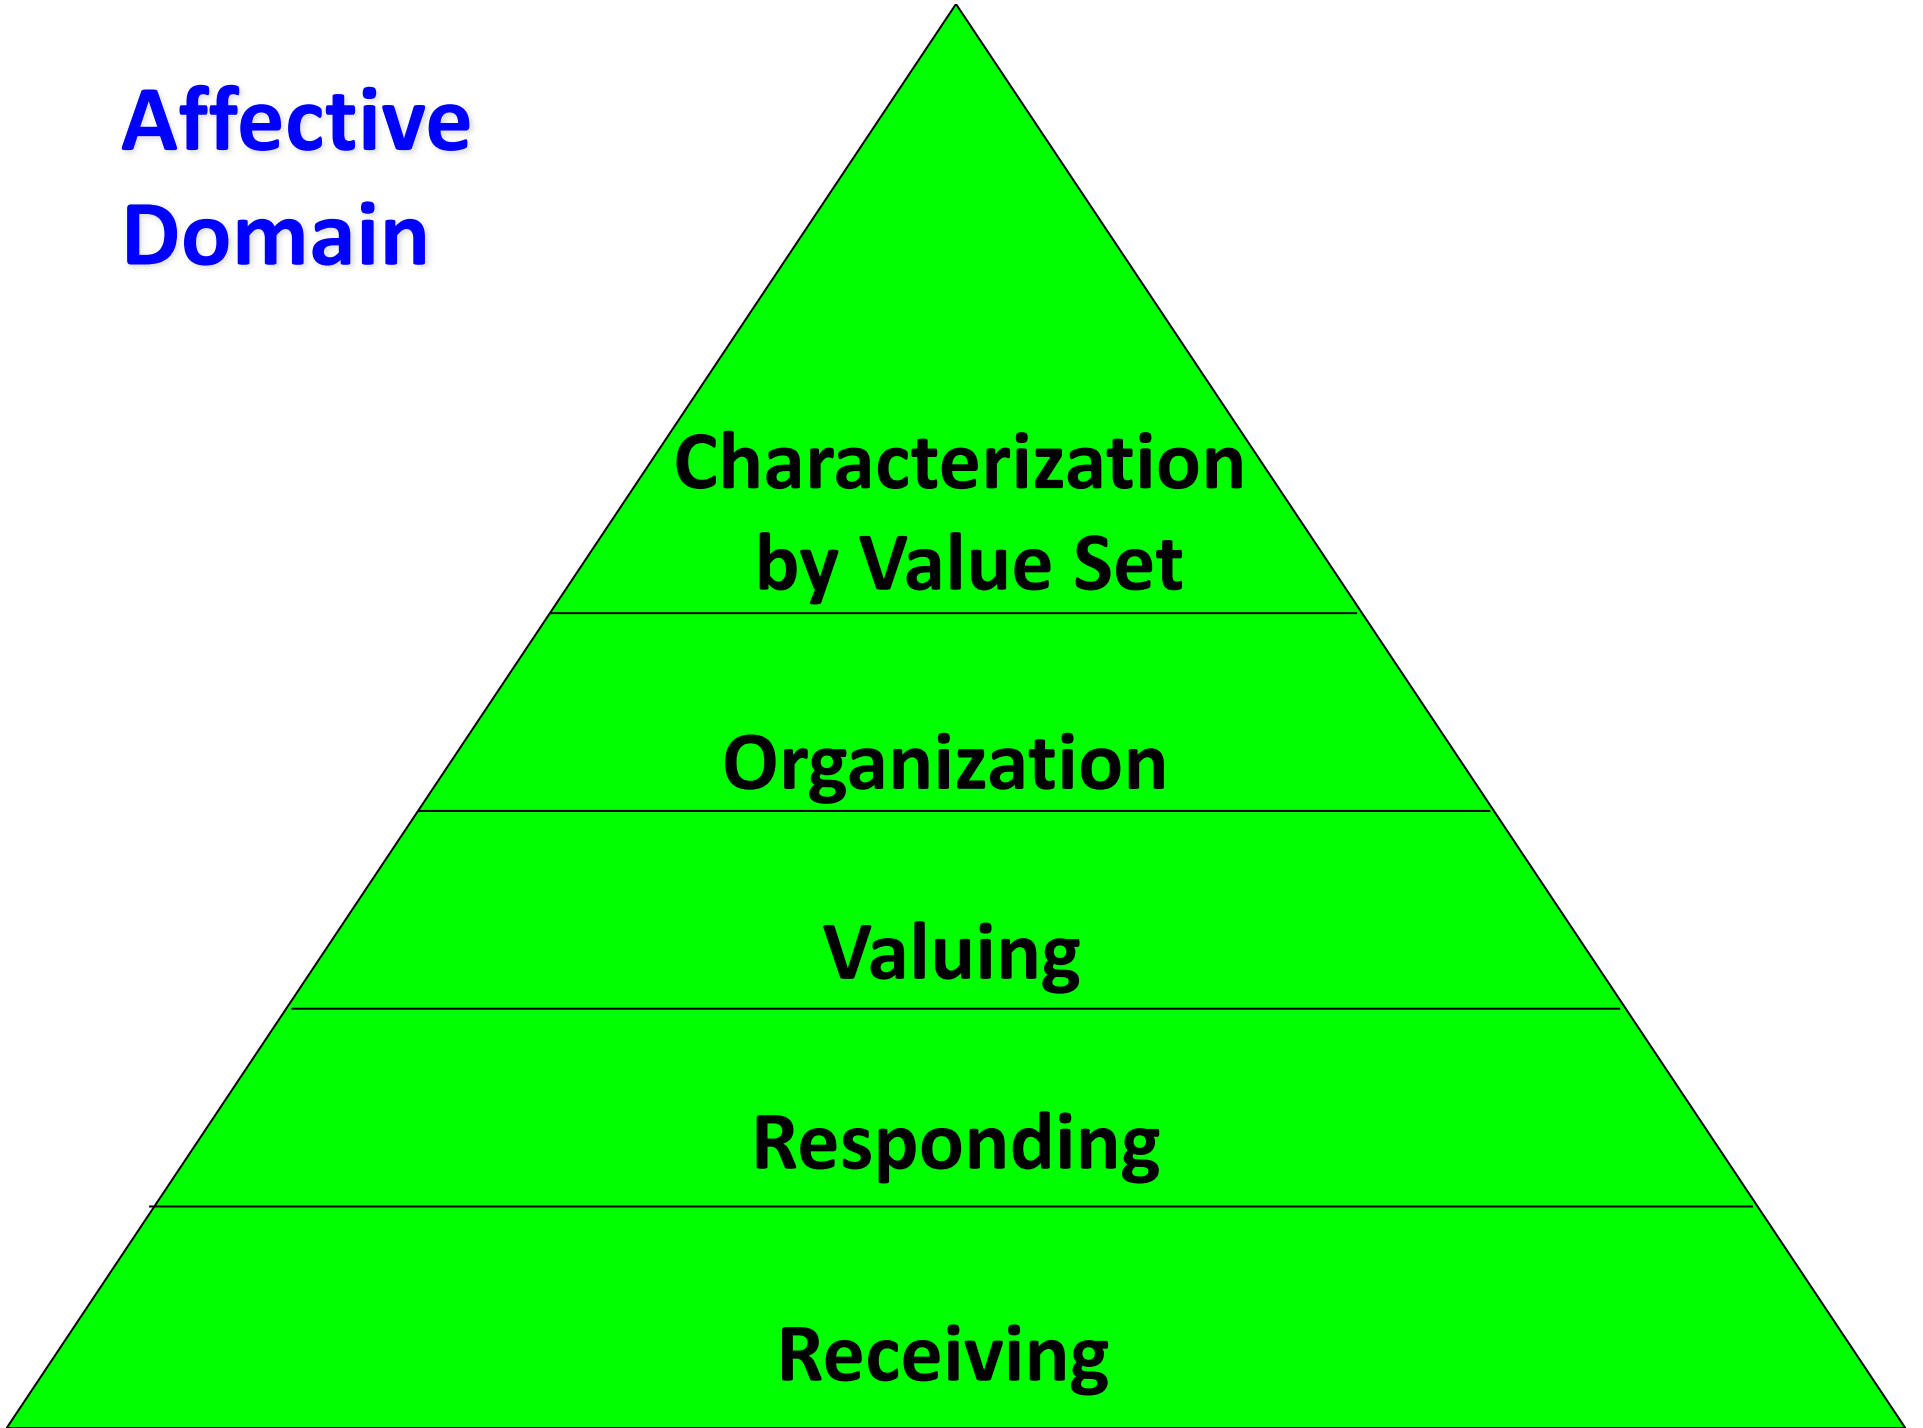 Affective
Domain
Characterization
by Value Set
Organization
Valuing
Responding
Receiving